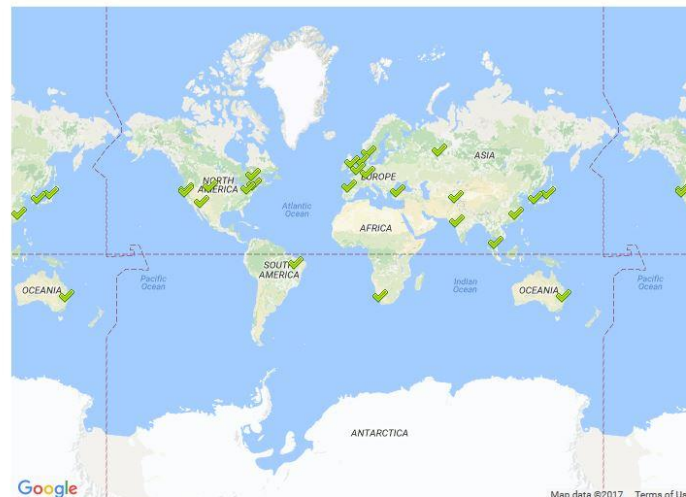 ASIA
NORTH
AMERICA
EUROPE
Atlantic
Ocean
AFRICA
SOUTH
AMERICA
OCEANIA
Pacific
Ocean
Indian
Ocean
OCEANIA
Pacific
Ocean
ANTARCTICA
Google
Map data ©2017 Terms of Us